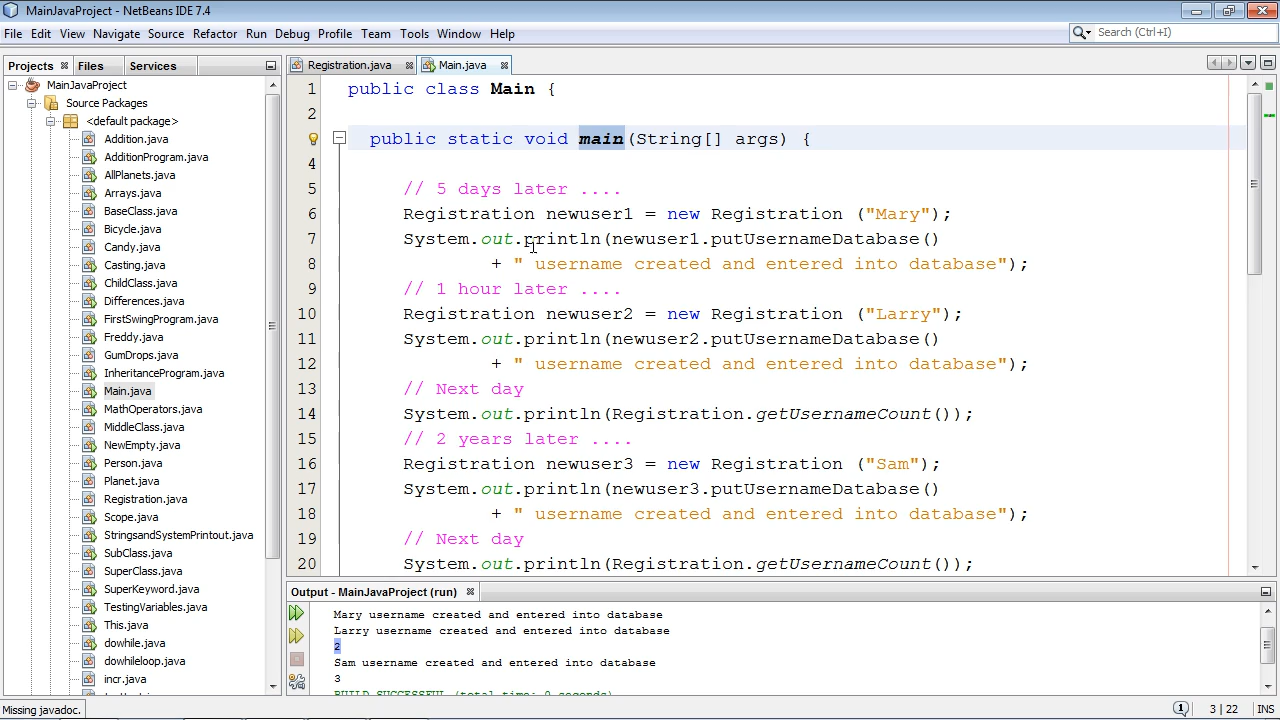 MainJavaProject - NetBeans IDE 7.4
File Edit View Navigate Source Refactor Run Debug Profile Team Tools Window Help
Search (Ctrl+I)
Projects Files Services
MainJavaProject
Source Packages
<default package>
Addition.java
AdditionProgram.java
AllPlanets.java
Arrays.java
BaseClass.java
Bicycle.java
Candy.java
Casting.java
ChildClass.java
Differences.java
FirstSwingProgram.java
Freddy.java
GumDrops.java
InheritanceProgram.java
Main.java
MathOperators.java
MiddleClass.java
NewEmpty.java
Person.java
Planet.java
Registration.java
Scope.java
StringsandSystemPrintout.java
SubClass.java
SuperClass.java
SuperKeyword.java
TestingVariables.java
This.java
dowhile.java
dowhileloop.java
incr.java
Registration.java Main.java
1 public class Main {
2
3 public static void main(String[] args) {
4
5 // 5 days later ....
6 Registration newuser1 = new Registration ("Mary");
7 System.out.println(newuser1.putUsernameDatabase()
8 + " username created and entered into database");
9 // 1 hour later ....
10 Registration newuser2 = new Registration ("Larry");
11 System.out.println(newuser2.putUsernameDatabase()
12 + " username created and entered into database");
13 // Next day
14 System.out.println(Registration.getUsernameCount());
15 // 2 years later ....
16 Registration newuser3 = new Registration ("Sam");
17 System.out.println(newuser3.putUsernameDatabase()
18 + " username created and entered into database");
19 // Next day
20 System.out.println(Registration.getUsernameCount());
Output - MainJavaProject (run)
Mary username created and entered into database
Larry username created and entered into database
2
Sam username created and entered into database
3
BUILD SUCCESSFUL (total time: 0 seconds)
Missing javadoc.
1 3 | 22 INS